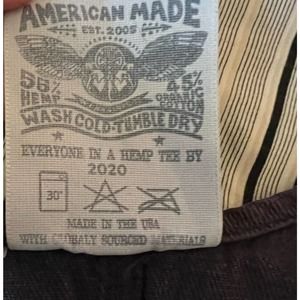 AMERICAN MADE
EST. 2005
55% HEMP
45% ORGANIC COTTON
WASH COLD-TUMBLE DRY
EVERYONE IN A HEMP TEE BY
2020
30°
MADE IN THE USA
WITH GLOBALY SOURCED MATERIALS